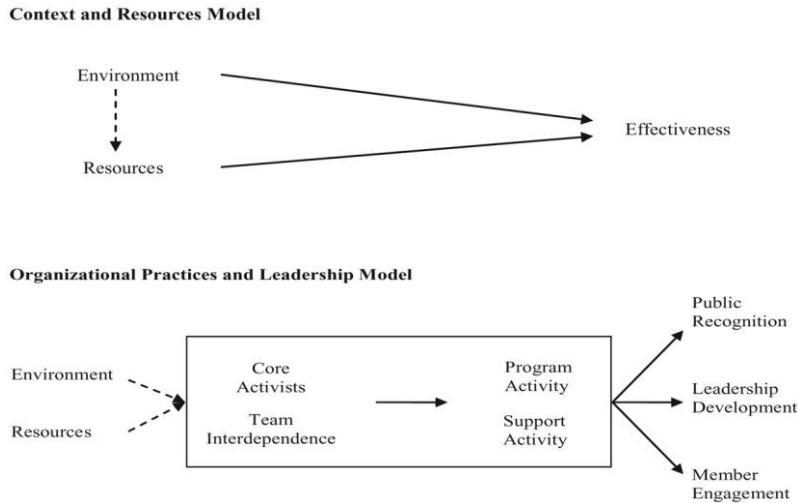 Context and Resources Model
Environment
Resources
Effectiveness
Organizational Practices and Leadership Model
Environment
Resources
Core
Activists
Team
Interdependence
Program
Activity
Support
Activity
Public
Recognition
Leadership
Development
Member
Engagement